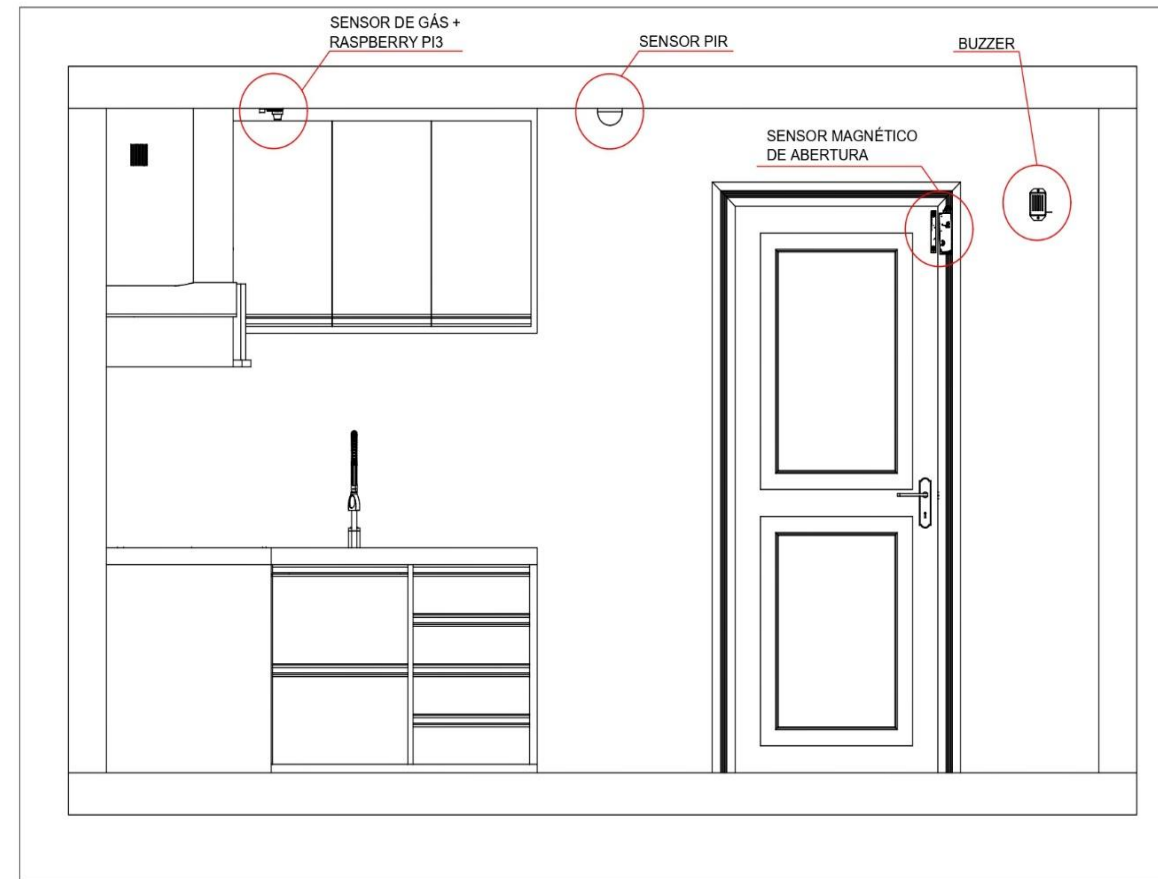 SENSOR DE GÁS +
RASPBERRY PI3
SENSOR PIR
BUZZER
SENSOR MAGNÉTICO
DE ABERTURA